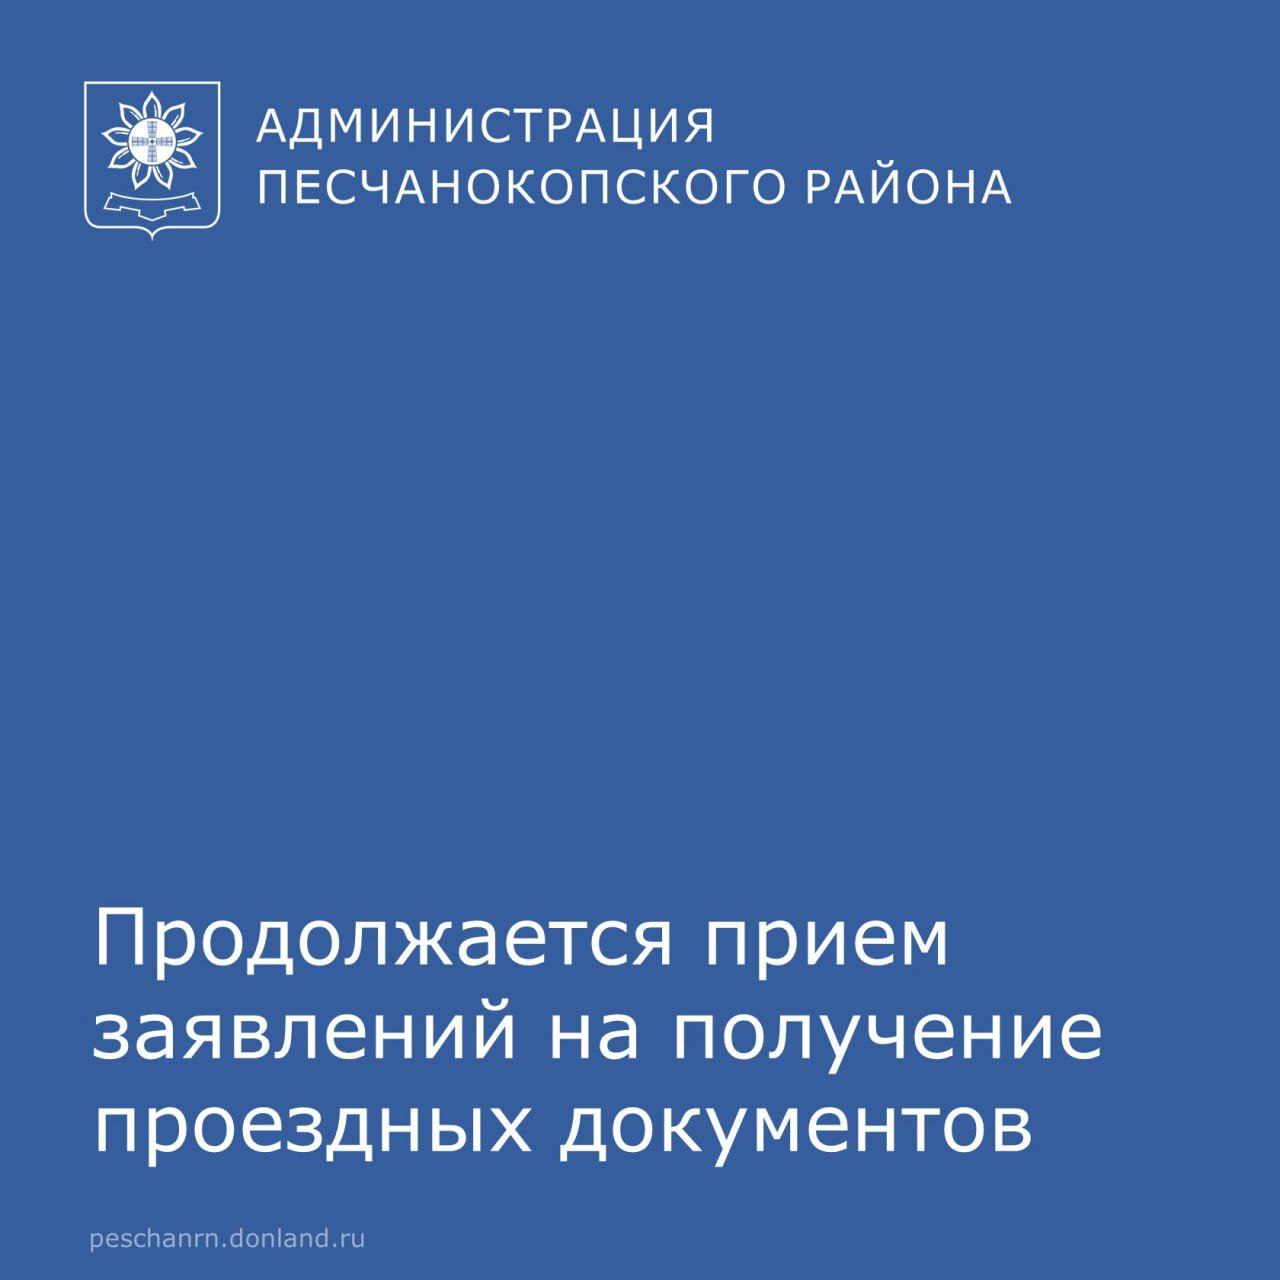 АДМИНИСТРАЦИЯ
ПЕСЧАНОКОПСКОГО РАЙОНА
Продолжается прием
заявлений на получение
проездных документов
peschanrn.donland.ru